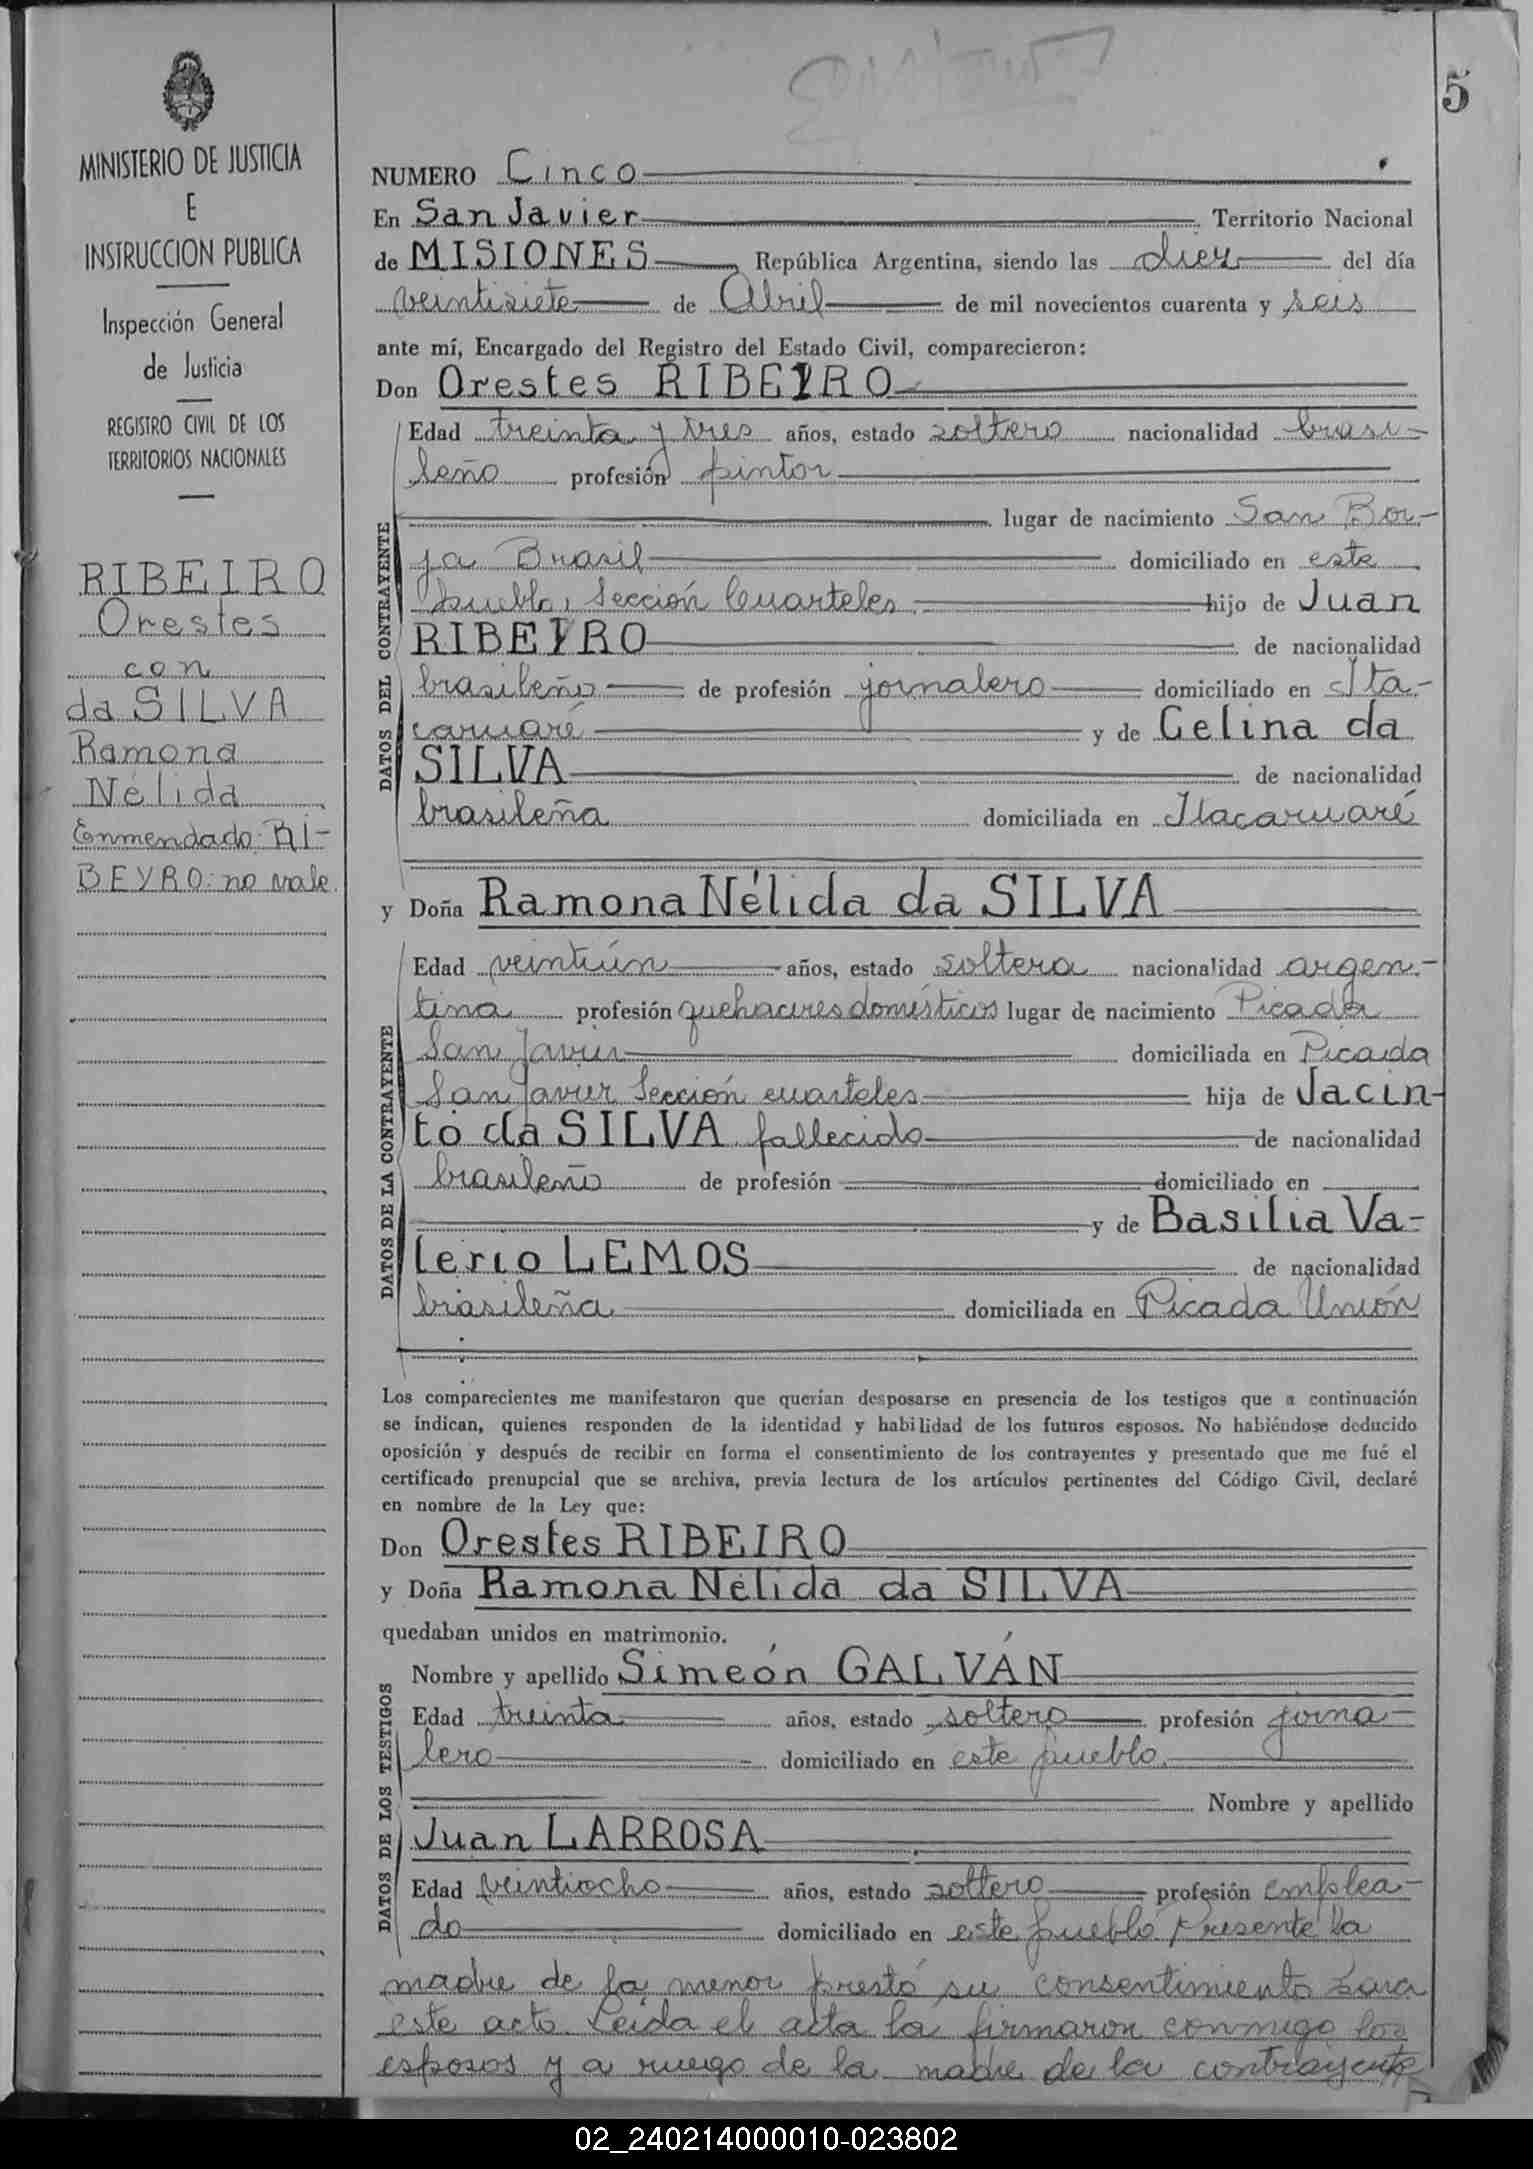 5
MINISTERIO DE JUSTICIA
E
INSTRUCCION PUBLICA
Inspección General
de Justicia
REGISTRO CIVIL DE LOS
TERRITORIOS NACIONALES
RIBEIRO
Orestes
con
da SILVA
Ramona
Nélida
Enmendado: RI-
BEYRO: no vale.
NUMERO Cinco
En San Javier Territorio Nacional
de MISIONES República Argentina, siendo las diez del día
veintisiete de Abril de mil novecientos cuarenta y seis
ante mí, Encargado del Registro del Estado Civil, comparecieron:
Don Orestes RIBEIRO
DATOS DEL CONTRAYENTE
Edad treinta y tres años, estado soltero nacionalidad brasi-
leño profesión pintor
lugar de nacimiento San Bor-
ja Brasil domiciliado en este
pueblo, Sección Cuarteles hijo de Juan
RIBEYRO de nacionalidad
brasileño de profesión jornalero domiciliado en Ita-
caruaré y de Celina da
SILVA de nacionalidad
brasileña domiciliada en Itacaruaré
y Doña Ramona Nélida da SILVA
DATOS DE LA CONTRAYENTE
Edad veintiún años, estado soltera nacionalidad argen-
tina profesión quehaceres domésticos lugar de nacimiento Picada
San Javier domiciliada en Picada
San Javier Sección cuarteles hija de Jacin-
to da SILVA fallecido de nacionalidad
brasileño de profesión domiciliado en
y de Basilia Va-
lerio LEMOS de nacionalidad
brasileña domiciliada en Picada Unión
Los comparecientes me manifestaron que querían desposarse en presencia de los testigos que a continuación
se indican, quienes responden de la identidad y habilidad de los futuros esposos. No habiéndose deducido
oposición y después de recibir en forma el consentimiento de los contrayentes y presentado que me fué el
certificado prenupcial que se archiva, previa lectura de los artículos pertinentes del Código Civil, declaré
en nombre de la Ley que:
Don Orestes RIBEIRO
y Doña Ramona Nélida da SILVA
quedaban unidos en matrimonio.
DATOS DE LOS TESTIGOS
Nombre y apellido Simeón GALVÁN
Edad treinta años, estado soltero profesión jorna-
lero domiciliado en este pueblo.
Nombre y apellido
Juan LARROSA
Edad veintiocho años, estado soltero profesión emplea-
do domiciliado en este pueblo. Presente la
madre de la menor prestó su consentimiento para
este acto. Leída el acta la firmaron conmigo los
esposos y a ruego de la madre de la contrayente
02_240214000010-023802